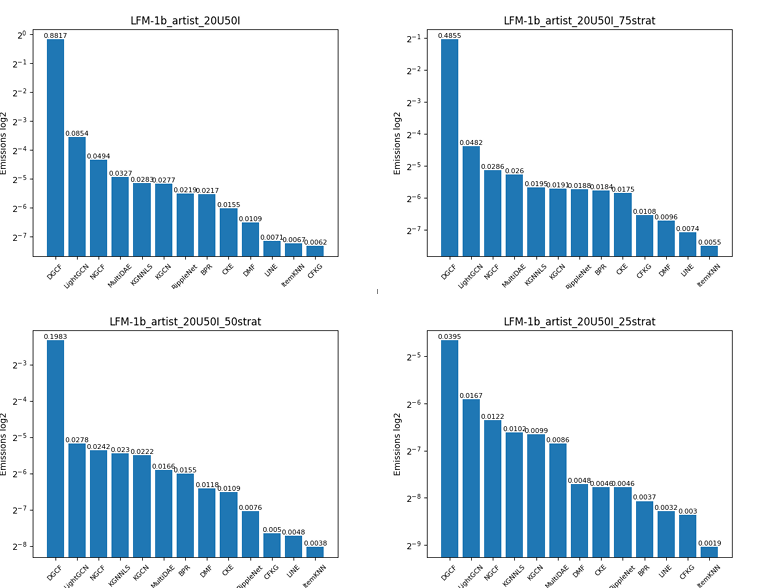 LFM-1b_artist_20U50I
Emissions log2
2^0
2^-1
2^-2
2^-3
2^-4
2^-5
2^-6
2^-7
0.8817
0.0854
0.0494
0.0327
0.0283
0.0277
0.0219
0.0217
0.0155
0.0109
0.0071
0.0067
0.0062
DGCF
LightGCN
NGCF
MultiDAE
KGNNLS
KGCN
RippleNet
BPR
CKE
DMF
LINE
ItemKNN
CFKG
LFM-1b_artist_20U50I_75strat
Emissions log2
2^-1
2^-2
2^-3
2^-4
2^-5
2^-6
2^-7
0.4855
0.0482
0.0286
0.026
0.0195
0.0191
0.0188
0.0184
0.0175
0.0108
0.0096
0.0074
0.0055
DGCF
LightGCN
NGCF
MultiDAE
KGNNLS
KGCN
RippleNet
BPR
CKE
CFKG
DMF
LINE
ItemKNN
LFM-1b_artist_20U50I_50strat
Emissions log2
2^-3
2^-4
2^-5
2^-6
2^-7
2^-8
0.1983
0.0278
0.0242
0.023
0.0222
0.0166
0.0155
0.0118
0.0109
0.0076
0.005
0.0048
0.0038
DGCF
LightGCN
NGCF
KGNNLS
KGCN
MultiDAE
BPR
DMF
CKE
RippleNet
CFKG
LINE
ItemKNN
LFM-1b_artist_20U50I_25strat
Emissions log2
2^-5
2^-6
2^-7
2^-8
2^-9
0.0395
0.0167
0.0122
0.0102
0.0099
0.0086
0.0048
0.0046
0.0046
0.0037
0.0032
0.003
0.0019
DGCF
LightGCN
NGCF
KGNNLS
KGCN
MultiDAE
DMF
CKE
RippleNet
BPR
LINE
CFKG
ItemKNN